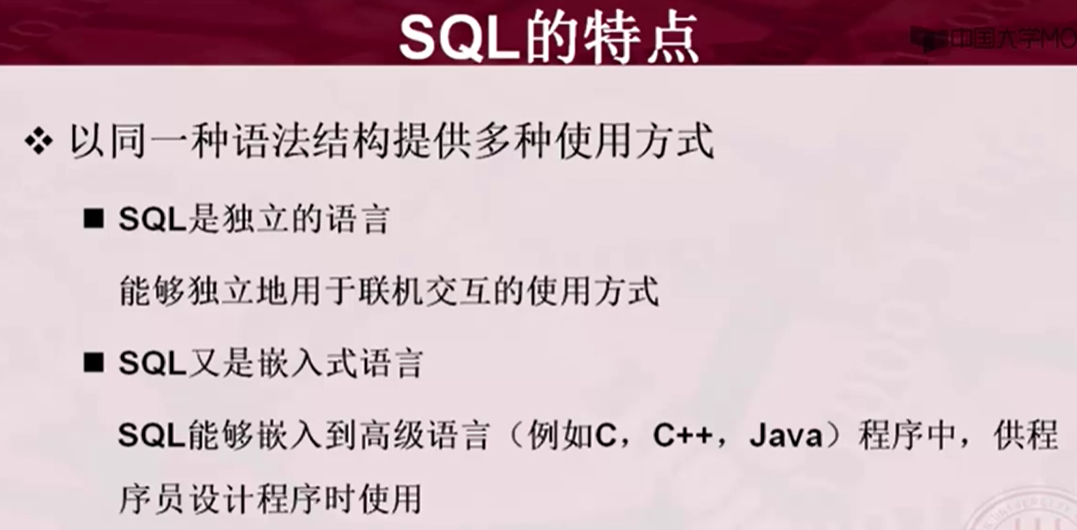 SQL的特点
中国大学MO
以同一种语法结构提供多种使用方式
SQL是独立的语言
能够独立地用于联机交互的使用方式
SQL又是嵌入式语言
SQL能够嵌入到高级语言（例如C，C++，Java）程序中，供程
序员设计程序时使用